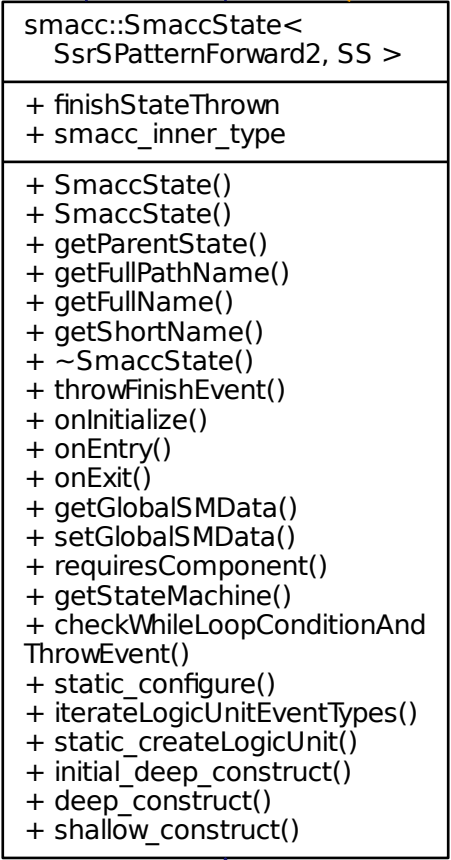 smacc::SmaccState<
SsrSPatternForward2, SS >
+ finishStateThrown
+ smacc_inner_type
+ SmaccState()
+ SmaccState()
+ getParentState()
+ getFullPathName()
+ getFullName()
+ getShortName()
+ ~SmaccState()
+ throwFinishEvent()
+ onInitialize()
+ onEntry()
+ onExit()
+ getGlobalSMData()
+ setGlobalSMData()
+ requiresComponent()
+ getStateMachine()
+ checkWhileLoopConditionAnd
ThrowEvent()
+ static_configure()
+ iterateLogicUnitEventTypes()
+ static_createLogicUnit()
+ initial_deep_construct()
+ deep_construct()
+ shallow_construct()